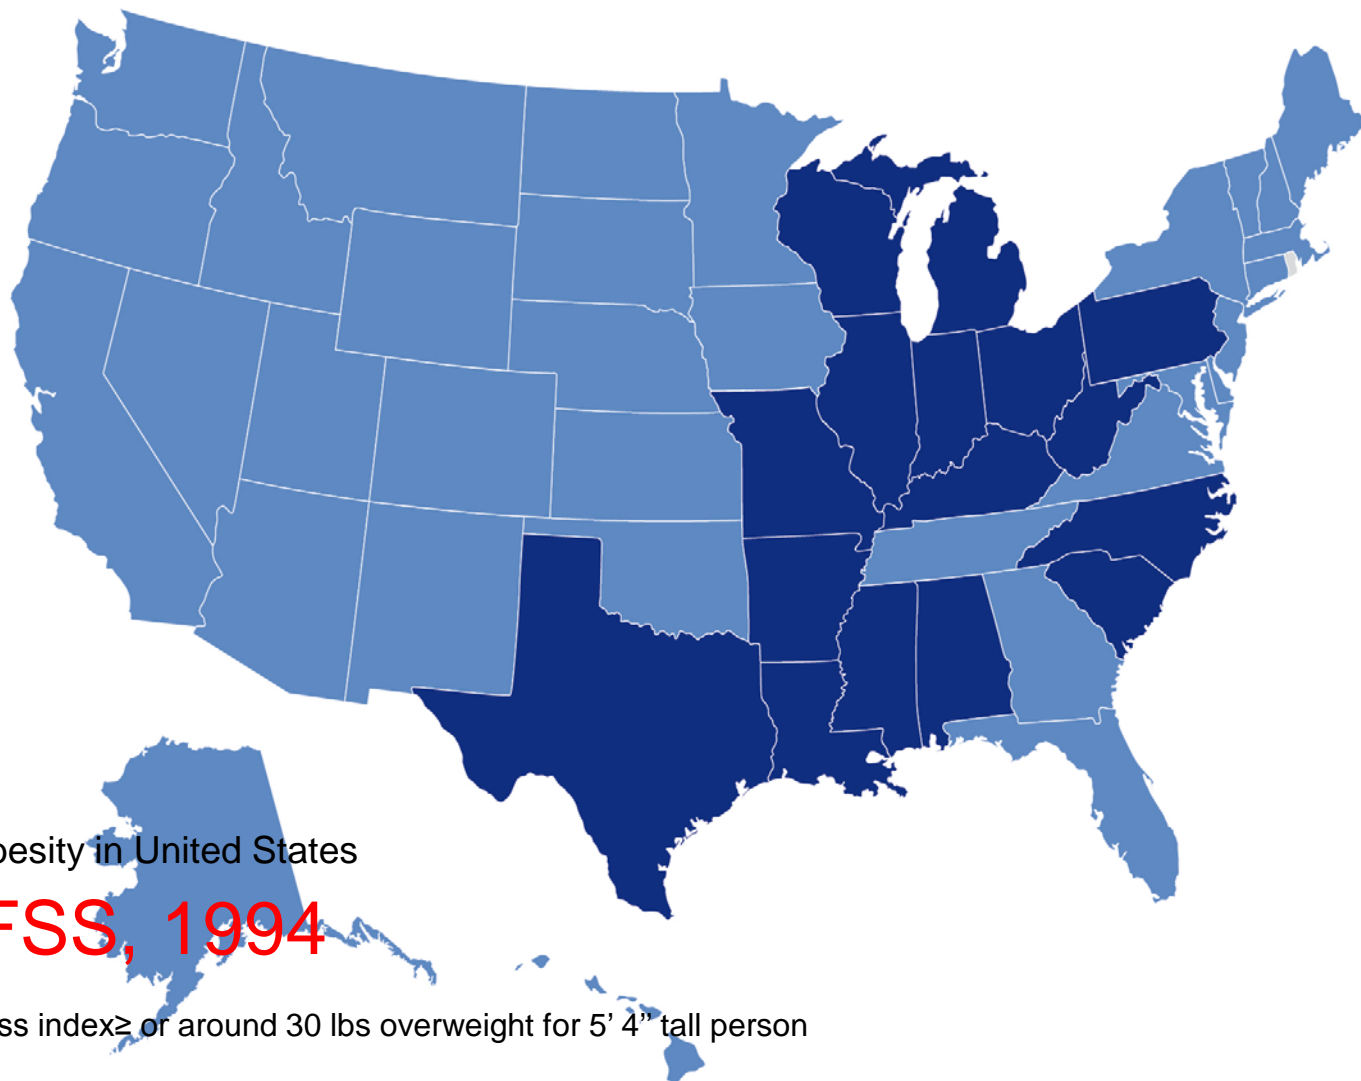 besity in United States
FSS, 1994
ss index≥ or around 30 lbs overweight for 5’ 4’’ tall person